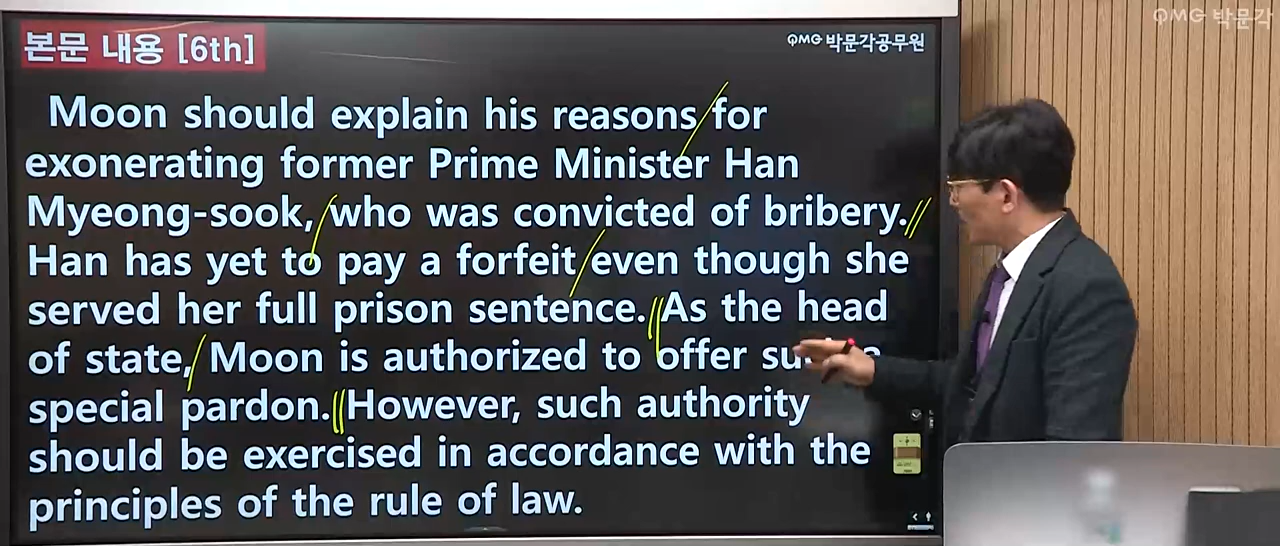 PMG 박문각
본문 내용 [6th]
PMG 박문각공무원
Moon should explain his reasons for
exonerating former Prime Minister Han
Myeong-sook, who was convicted of bribery.
Han has yet to pay a forfeit even though she
served her full prison sentence. As the head
of state, Moon is authorized to offer
special pardon. However, such authority
should be exercised in accordance with the
principles of the rule of law.